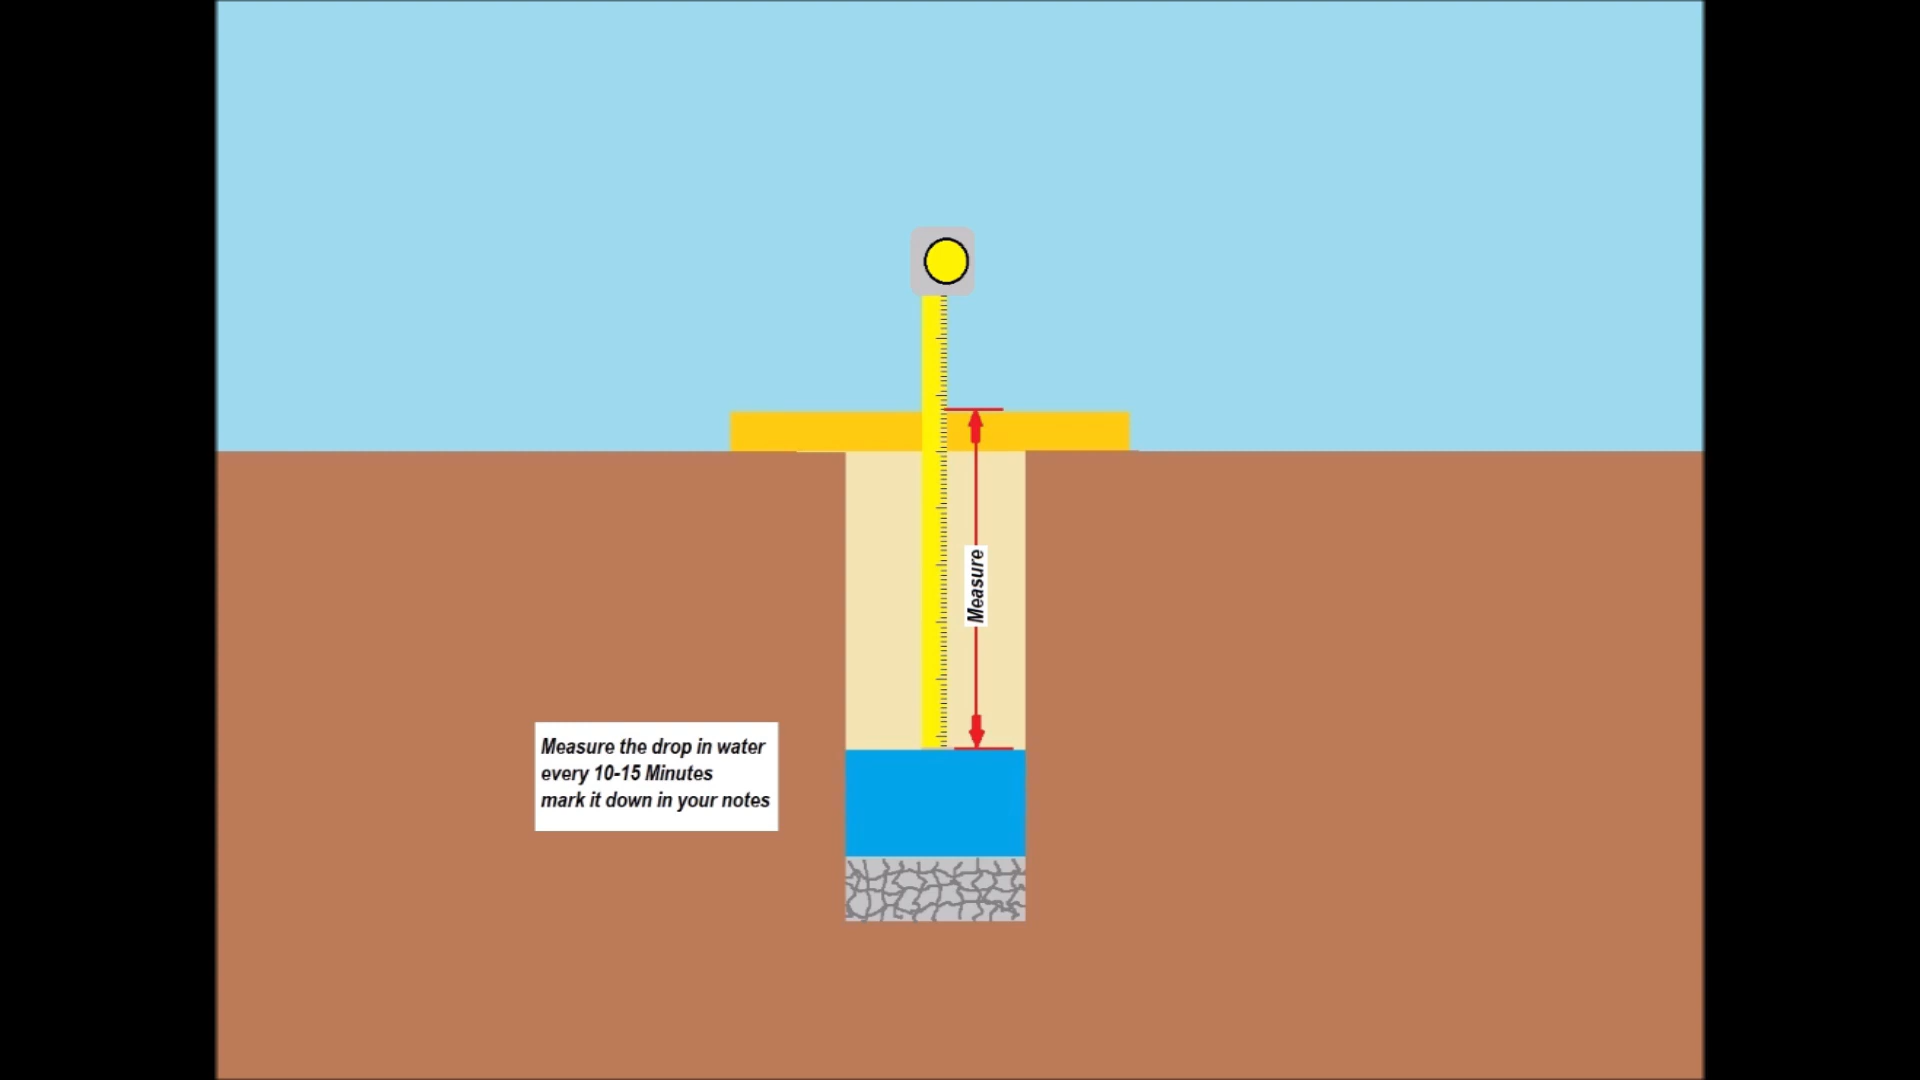 Measure
Measure the drop in water
every 10-15 Minutes
mark it down in your notes